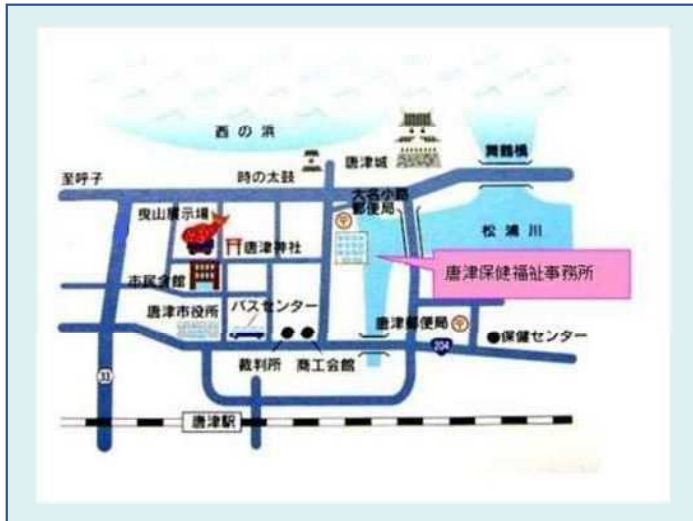 西の浜
舞鶴橋
唐津城
至呼子
時の太鼓
大名小路
郵便局
曳山展示場
唐津神社
松浦川
唐津保健福祉事務所
市民会館
唐津市役所
バスセンター
唐津郵便局
204
保健センター
裁判所
商工会館
33
唐津駅